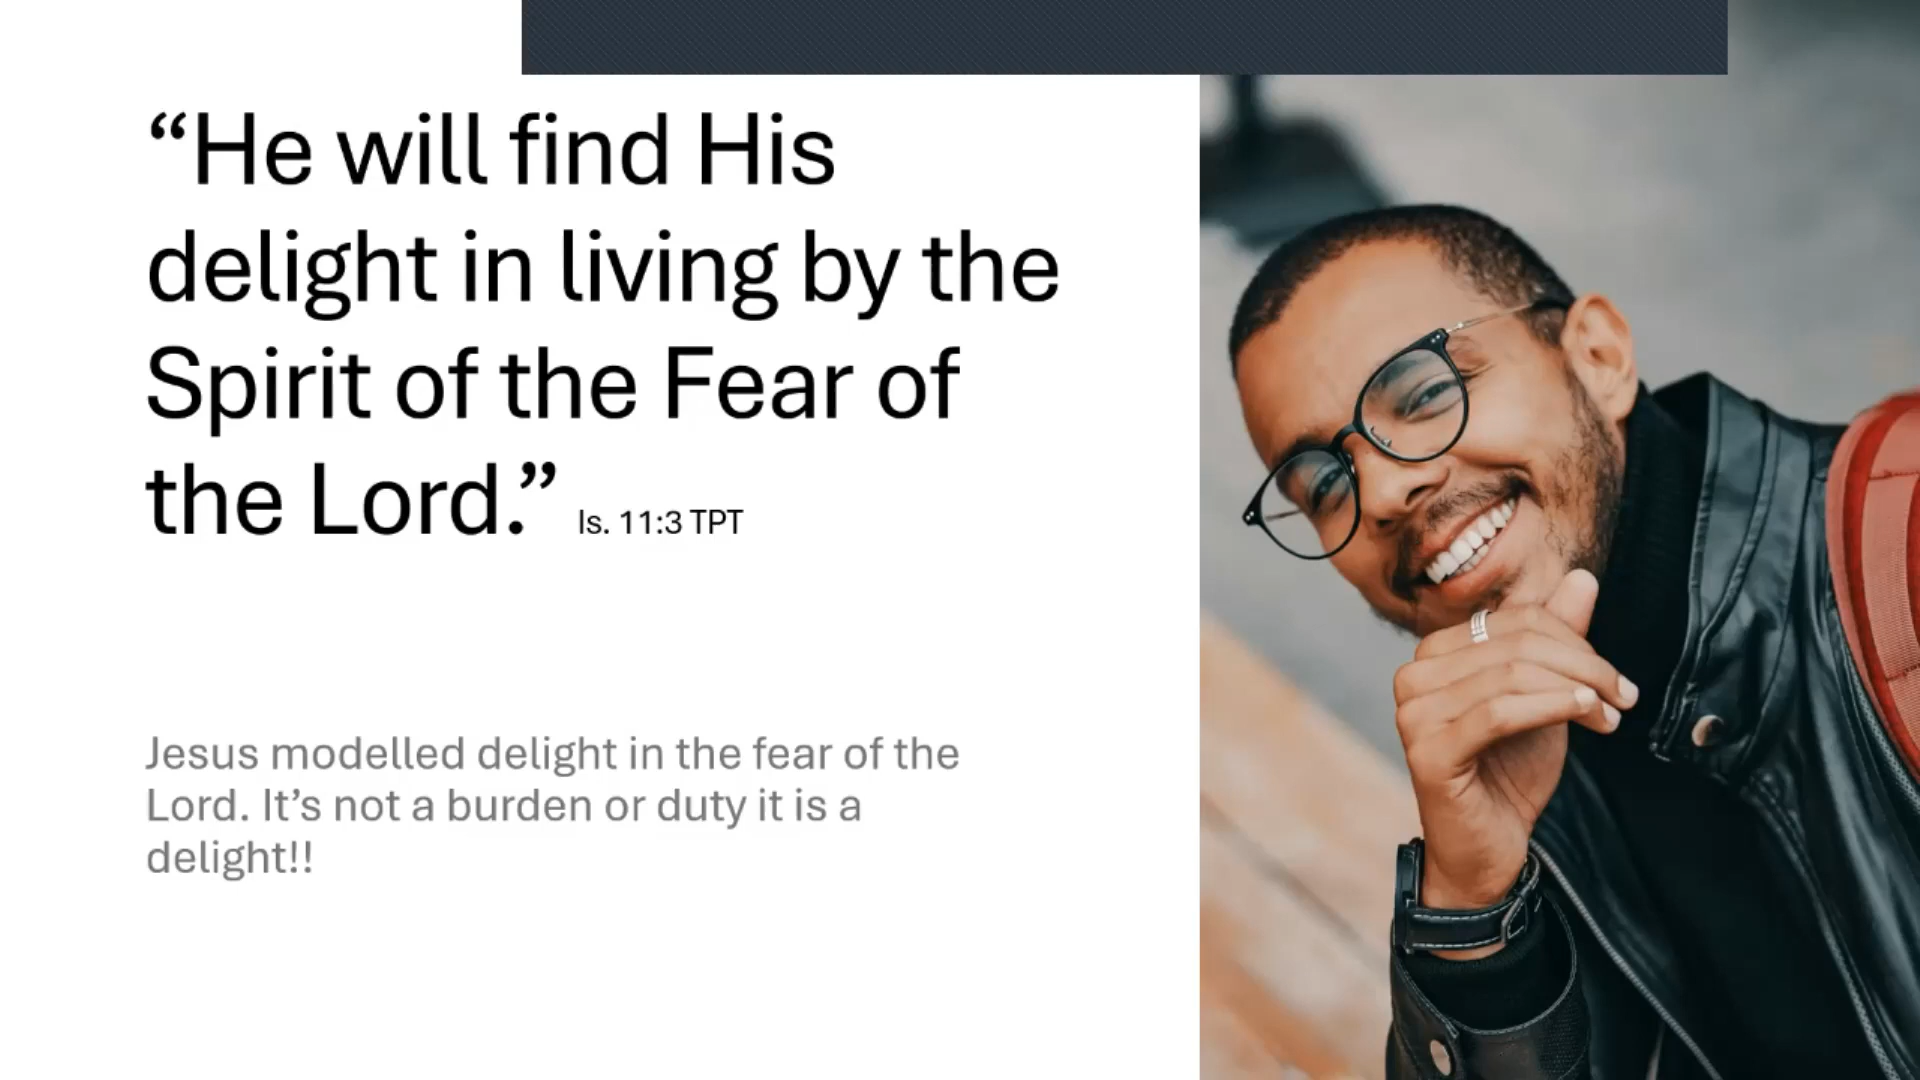 “He will find His
delight in living by the
Spirit of the Fear of
the Lord.” Is. 11:3 TPT
Jesus modelled delight in the fear of the
Lord. It’s not a burden or duty it is a
delight!!